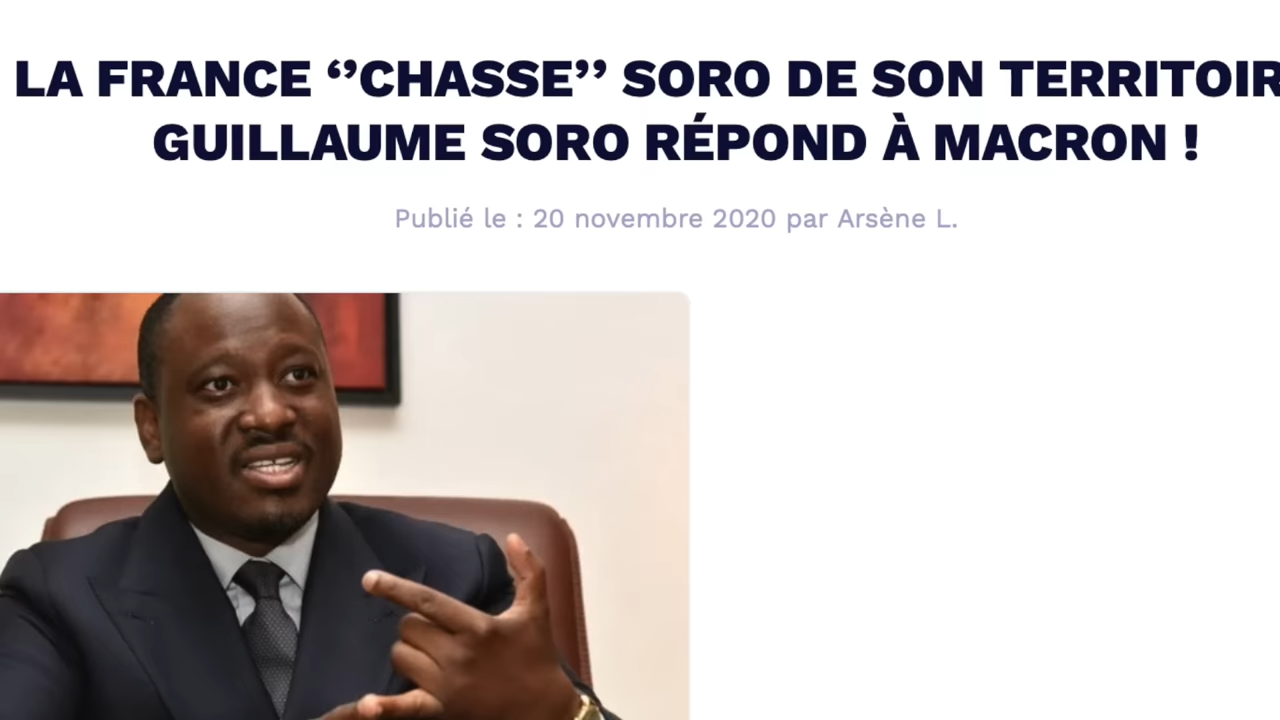 LA FRANCE ‘’CHASSE’’ SORO DE SON TERRITOIR
GUILLAUME SORO RÉPOND À MACRON !
Publié le : 20 novembre 2020 par Arsène L.